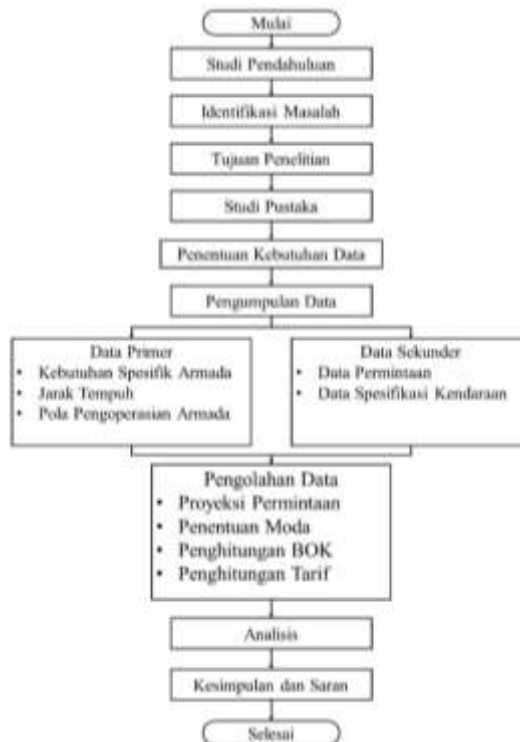 Mulai
Studi Pendahuluan
Identifikasi Masalah
Tujuan Penelitian
Studi Pustaka
Penentuan Kebutuhan Data
Pengumpulan Data
Data Primer
• Kebutuhan Spesifik Armada
• Jarak Tempuh
• Pola Pengoperasian Armada
Data Sekunder
• Data Permintaan
• Data Spesifikasi Kendaraan
Pengolahan Data
• Proyeksi Permintaan
• Penentuan Moda
• Penghitungan BOK
• Penghitungan Tarif
Analisis
Kesimpulan dan Saran
Selesai